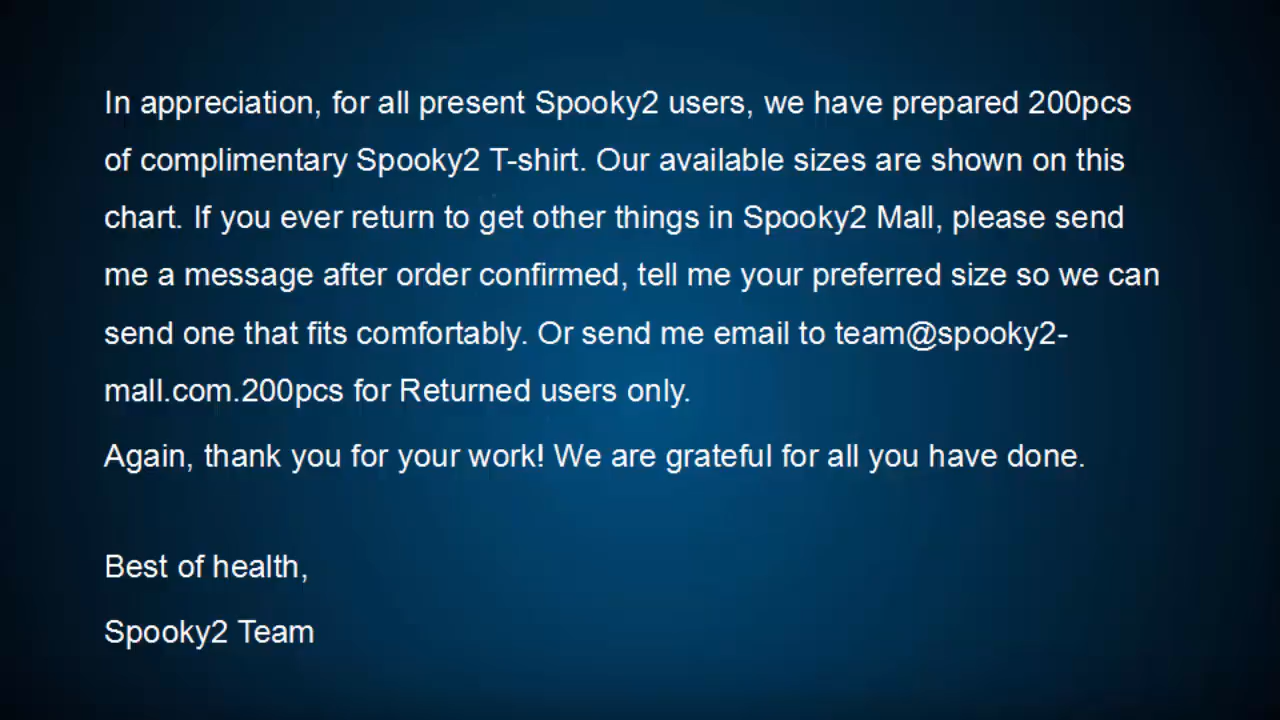 In appreciation, for all present Spooky2 users, we have prepared 200pcs
of complimentary Spooky2 T-shirt. Our available sizes are shown on this
chart. If you ever return to get other things in Spooky2 Mall, please send
me a message after order confirmed, tell me your preferred size so we can
send one that fits comfortably. Or send me email to team@spooky2-
mall.com.200pcs for Returned users only.
Again, thank you for your work! We are grateful for all you have done.
Best of health,
Spooky2 Team